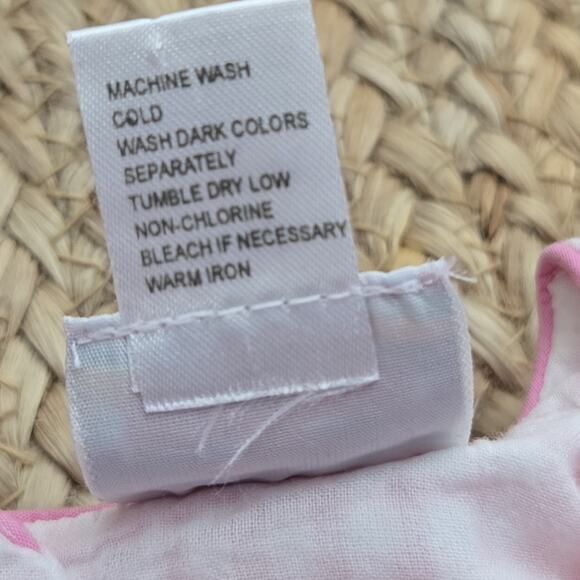 MACHINE WASH
COLD
WASH DARK COLORS
SEPARATELY
TUMBLE DRY LOW
NON-CHLORINE
BLEACH IF NECESSARY
WARM IRON